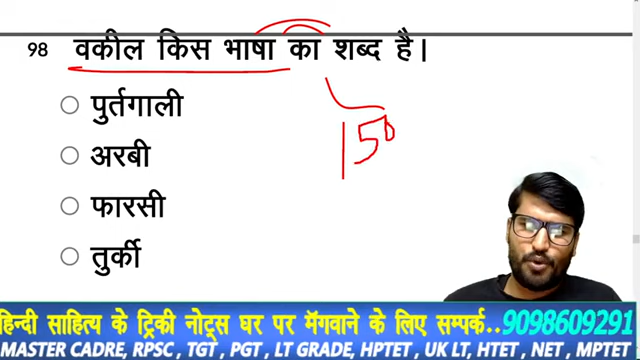 98 वकील किस भाषा का शब्द है।
पुर्तगाली
अरबी
फारसी
तुर्की
150
हिन्दी साहित्य के ट्रिकी नोट्स घर पर मँगवाने के लिए सम्पर्क..9098609291
MASTER CADRE, RPSC , TGT , PGT , LT GRADE, HPTET , UK LT, HTET , NET , MPTET